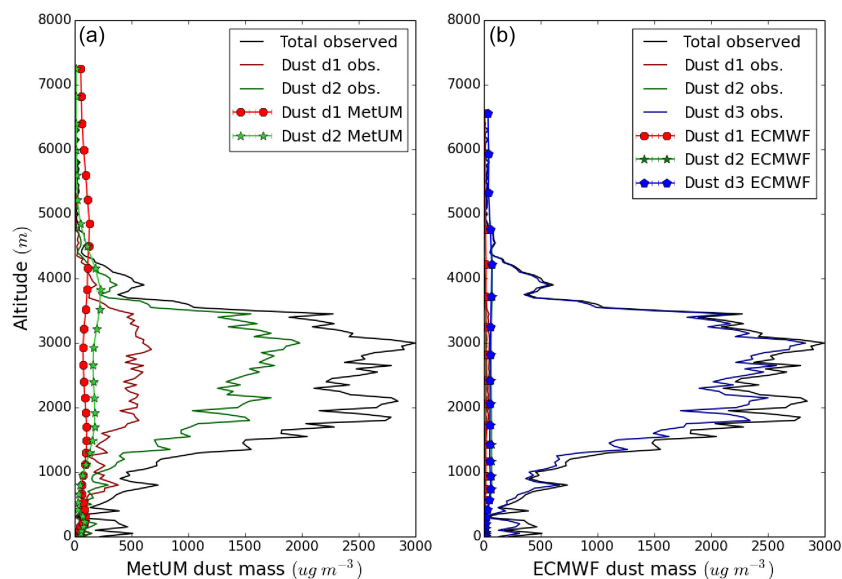 (a)
Total observed
Dust d1 obs.
Dust d2 obs.
Dust d1 MetUM
Dust d2 MetUM
8000
7000
6000
5000
4000
3000
2000
1000
0
Altitude (m)
0 500 1000 1500 2000 2500 3000
MetUM dust mass (ug m⁻³)
(b)
Total observed
Dust d1 obs.
Dust d2 obs.
Dust d3 obs.
Dust d1 ECMWF
Dust d2 ECMWF
Dust d3 ECMWF
8000
7000
6000
5000
4000
3000
2000
1000
0
0 500 1000 1500 2000 2500 3000
ECMWF dust mass (ug m⁻³)